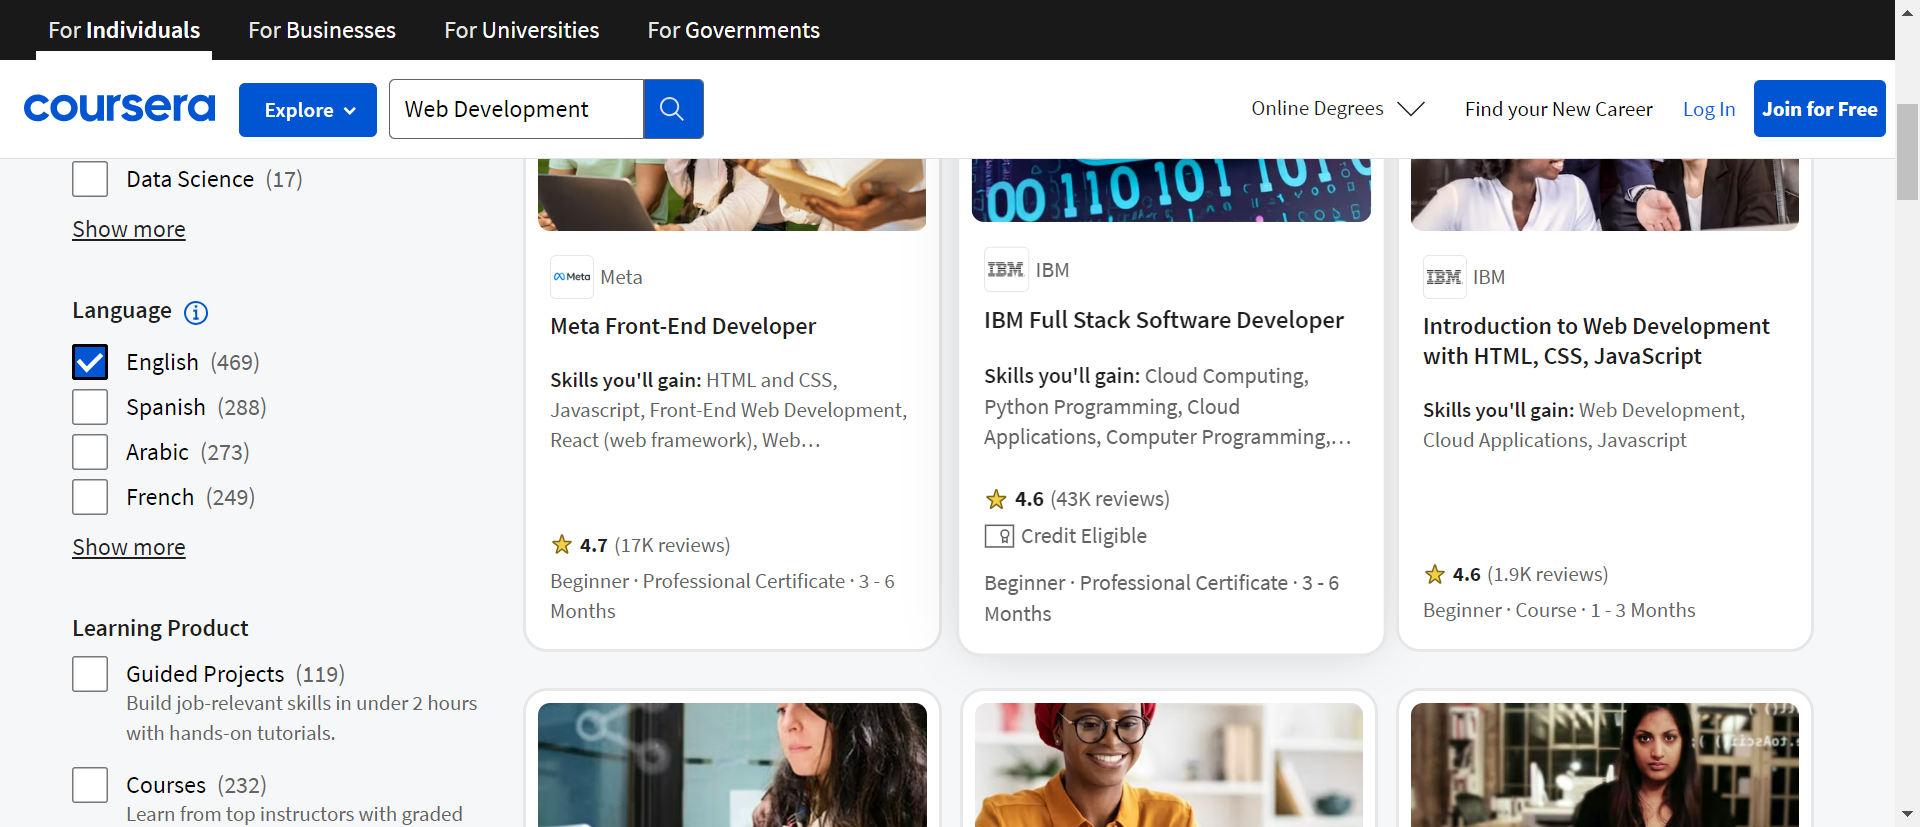 For Individuals
For Businesses
For Universities
For Governments
coursera
Explore
Web Development
Online Degrees
Find your New Career
Log In
Join for Free
Data Science (17)
Show more
Language
English (469)
Spanish (288)
Arabic (273)
French (249)
Show more
Learning Product
Guided Projects (119)
Build job-relevant skills in under 2 hours
with hands-on tutorials.
Courses (232)
Learn from top instructors with graded
Meta
Meta
Meta Front-End Developer
Skills you'll gain: HTML and CSS,
Javascript, Front-End Web Development,
React (web framework), Web...
4.7 (17K reviews)
Beginner · Professional Certificate · 3 - 6
Months
00 110 101 1 101
IBM
IBM
IBM Full Stack Software Developer
Skills you'll gain: Cloud Computing,
Python Programming, Cloud
Applications, Computer Programming,...
4.6 (43K reviews)
Credit Eligible
Beginner · Professional Certificate · 3 - 6
Months
IBM
IBM
Introduction to Web Development
with HTML, CSS, JavaScript
Skills you'll gain: Web Development,
Cloud Applications, Javascript
4.6 (1.9K reviews)
Beginner · Course · 1 - 3 Months